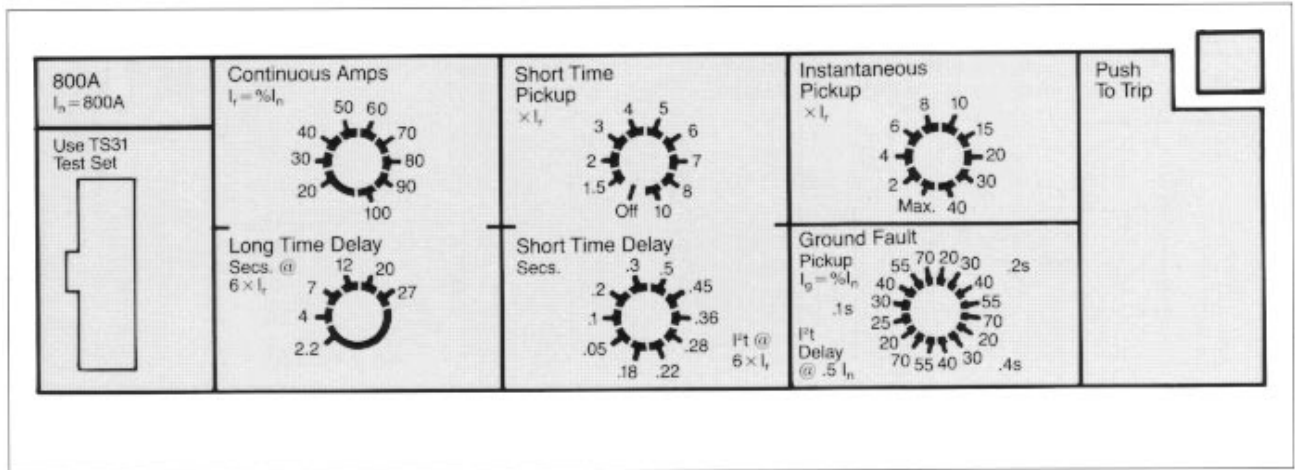 800A
Iₙ = 800A
Use TS31
Test Set
Continuous Amps
Iᵣ = %Iₙ
20
30
40
50
60
70
80
90
100
Long Time Delay
Secs. @
6 × Iᵣ
2.2
4
7
12
20
27
Short Time
Pickup
× Iᵣ
Off
1.5
2
3
4
5
6
7
8
10
Short Time Delay
Secs.
.05
.1
.2
.3
.5
.45
.36
.28
.22
.18
I²t @
6 × Iᵣ
Instantaneous
Pickup
× Iᵣ
2
4
6
8
10
15
20
30
40
Max.
Ground Fault
Pickup
I_g = %Iₙ
.1s
20
25
30
40
55
70
.2s
20
30
40
55
70
.4s
20
30
40
55
70
I²t
Delay
@ .5 Iₙ
Push
To Trip